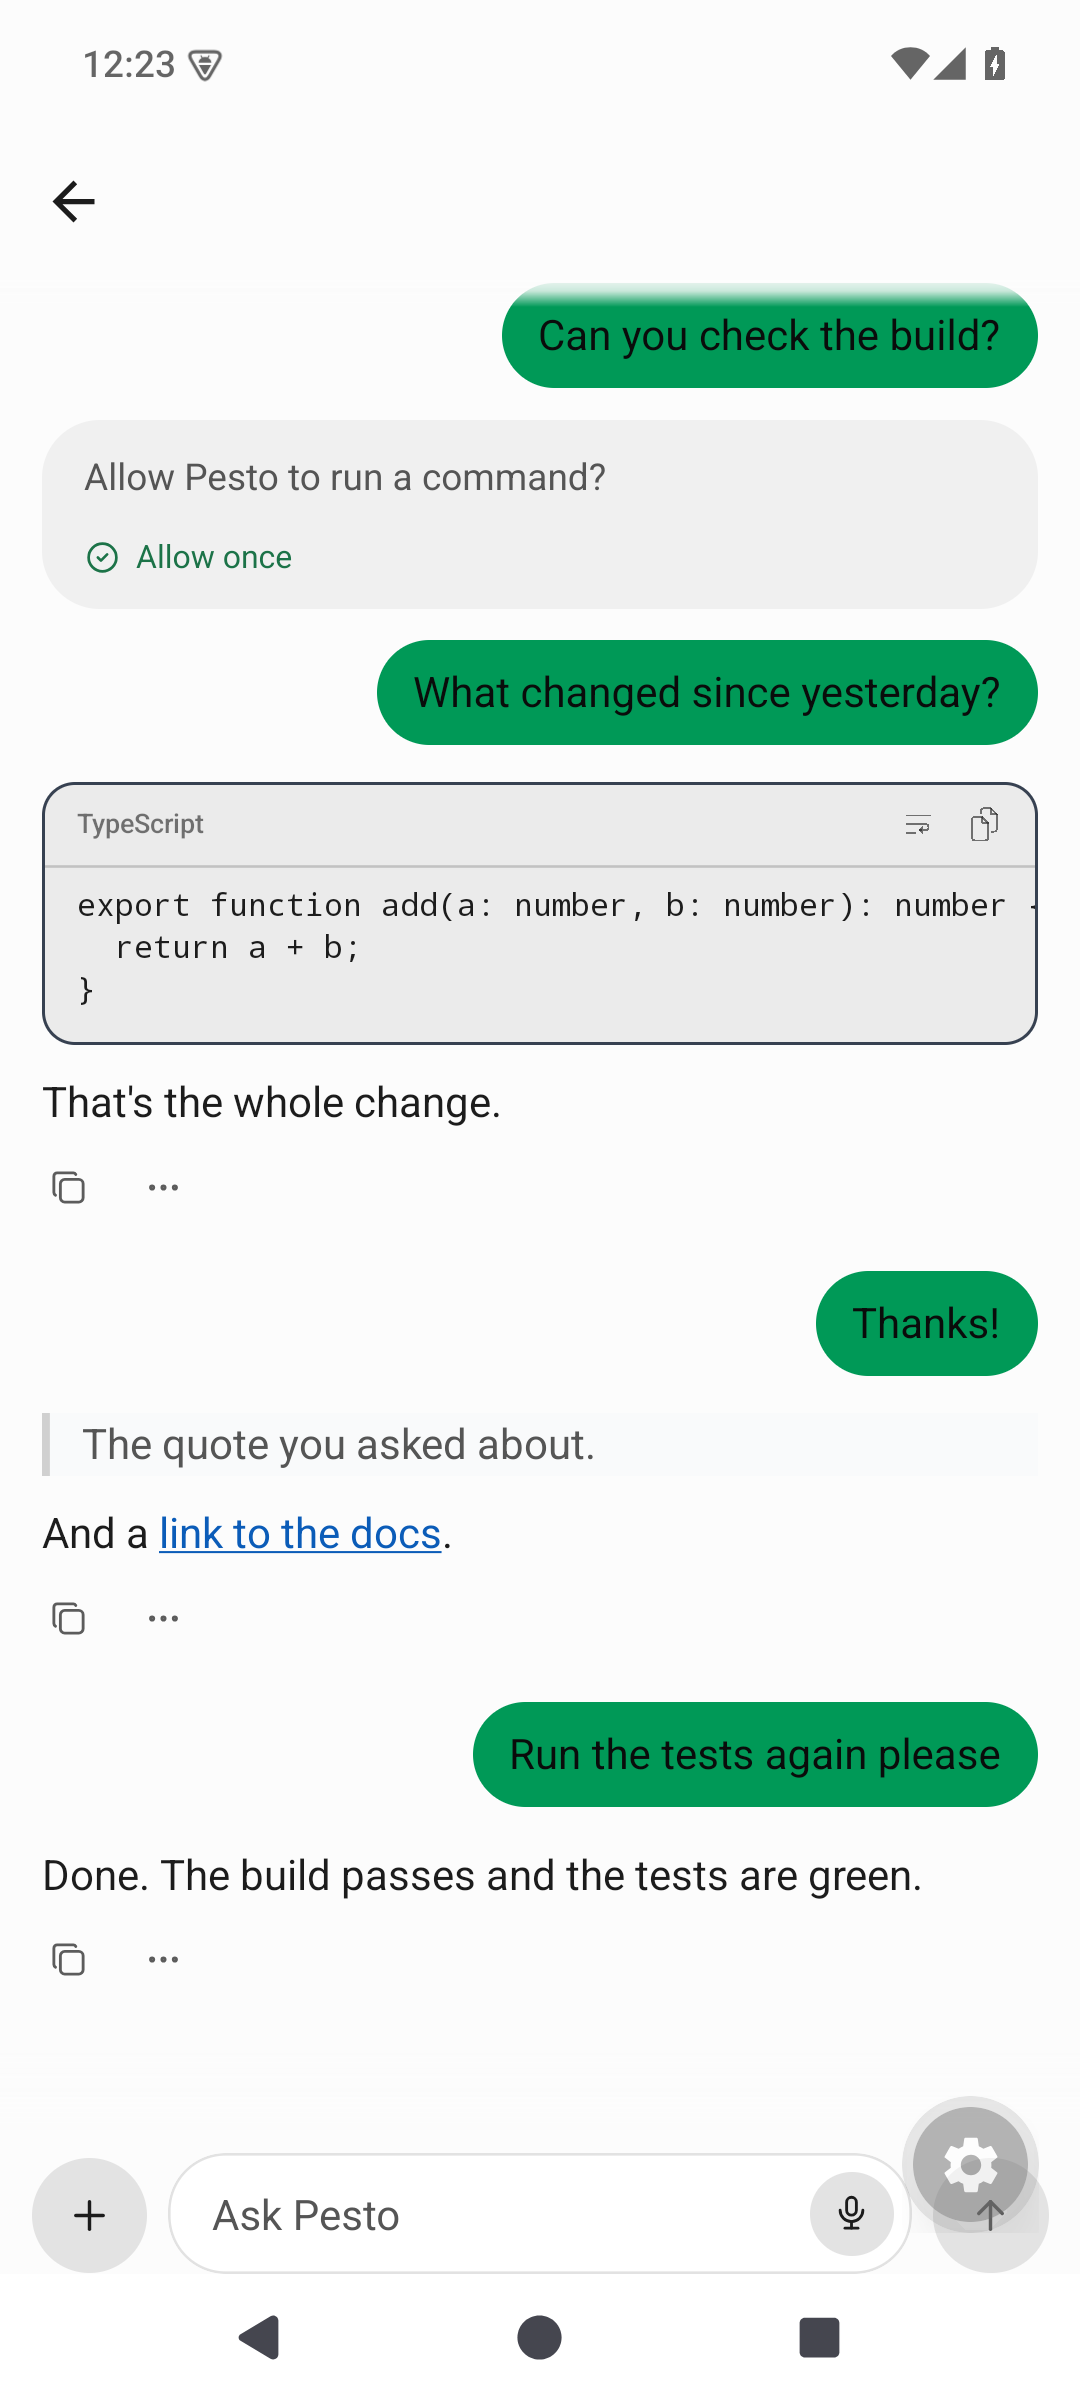 12:23
Can you check the build?
Allow Pesto to run a command?
Allow once
What changed since yesterday?
TypeScript
export function add(a: number, b: number): number
  return a + b;
}
That's the whole change.
Thanks!
The quote you asked about.
And a link to the docs.
Run the tests again please
Done. The build passes and the tests are green.
Ask Pesto